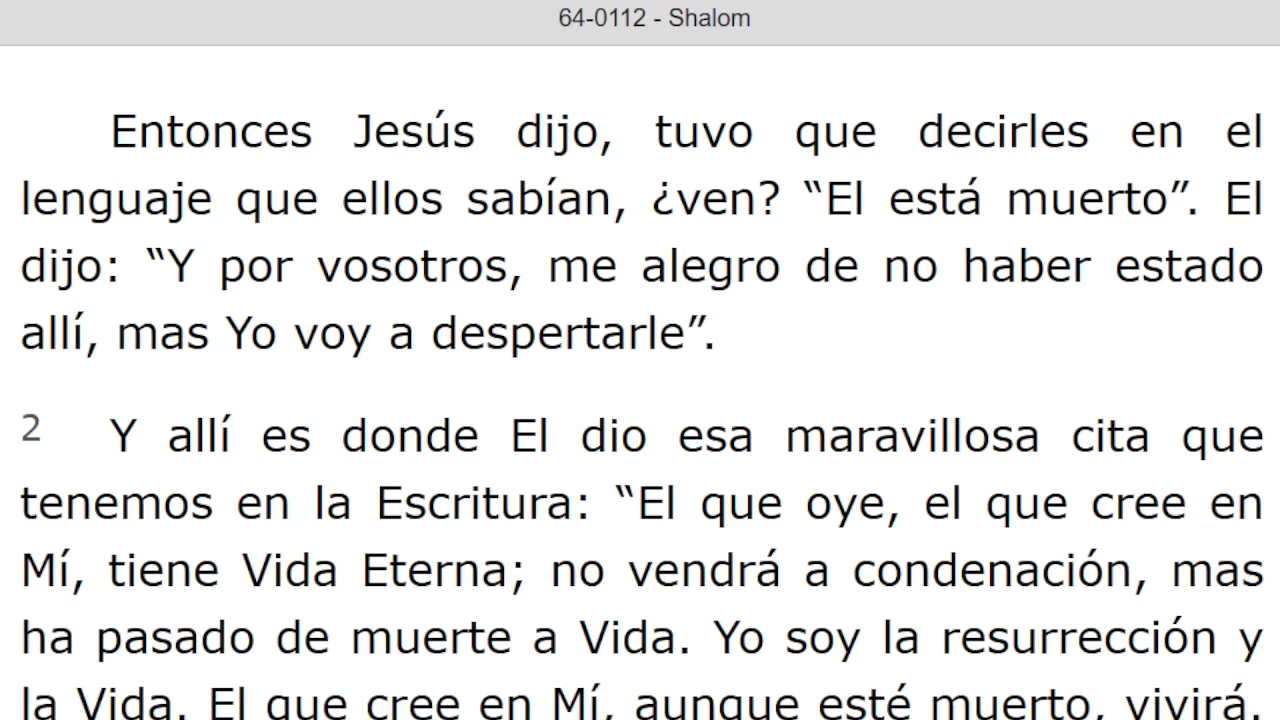 64-0112 - Shalom
Entonces Jesús dijo, tuvo que decirles en el
lenguaje que ellos sabían, ¿ven? “El está muerto”. El
dijo: “Y por vosotros, me alegro de no haber estado
allí, mas Yo voy a despertarle”.
2 Y allí es donde El dio esa maravillosa cita que
tenemos en la Escritura: “El que oye, el que cree en
Mí, tiene Vida Eterna; no vendrá a condenación, mas
ha pasado de muerte a Vida. Yo soy la resurrección y
la Vida. El que cree en Mí, aunque esté muerto, vivirá.